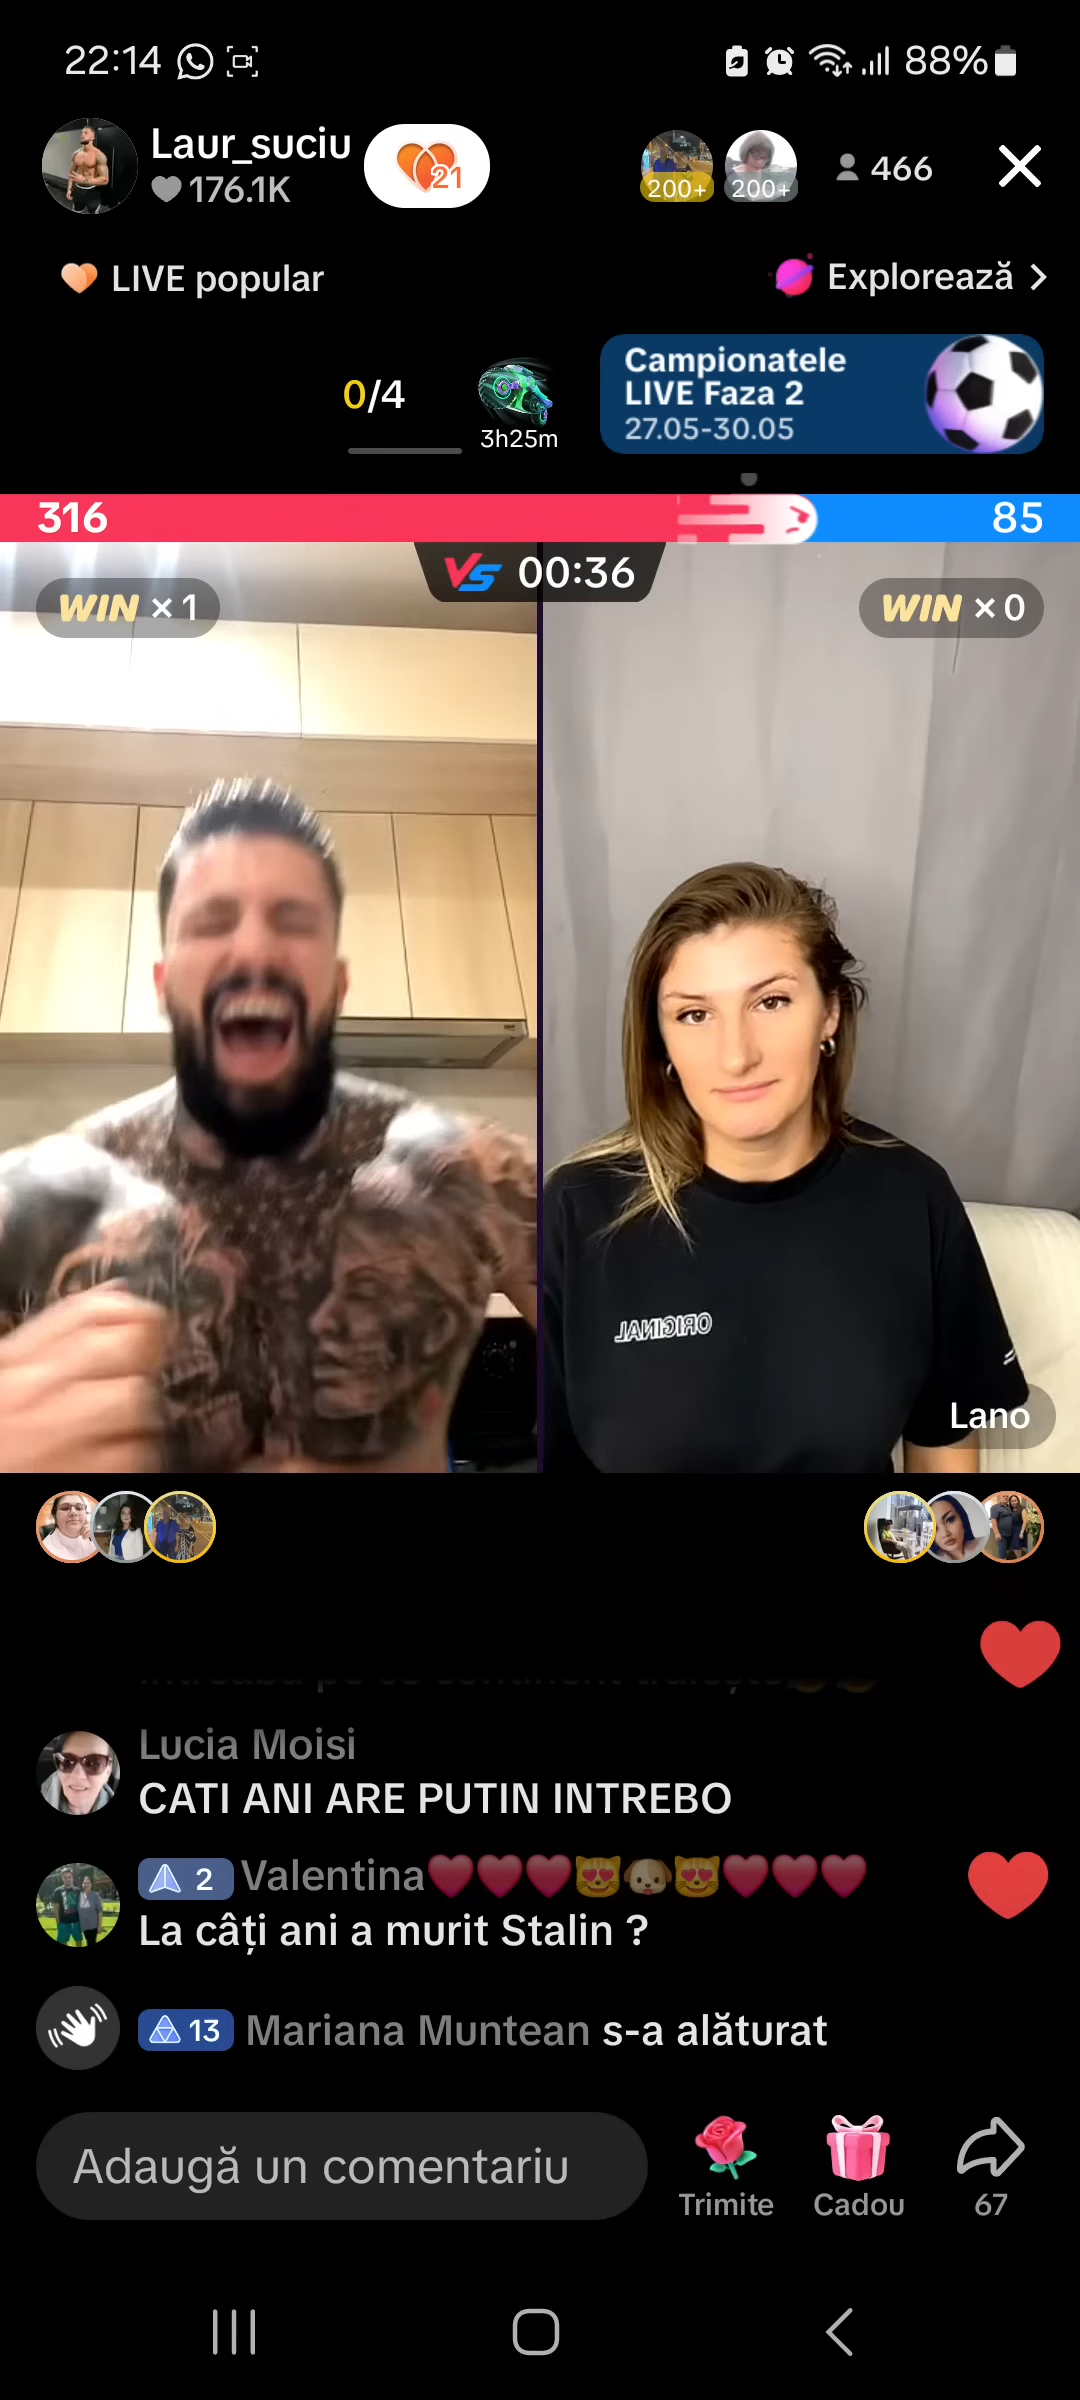 22:14
88%
Laur_suciu
176.1K
21
200+
200+
466
LIVE popular
Explorează
0/4
3h25m
Campionatele
LIVE Faza 2
27.05-30.05
316
85
VS 00:36
WIN × 1
WIN × 0
ORIGINAL
Lano
Lucia Moisi
CATI ANI ARE PUTIN INTREBO
2 Valentina❤❤❤😻🐶😻❤❤❤
La câți ani a murit Stalin ?
13 Mariana Muntean s-a alăturat
Adaugă un comentariu
Trimite
Cadou
67